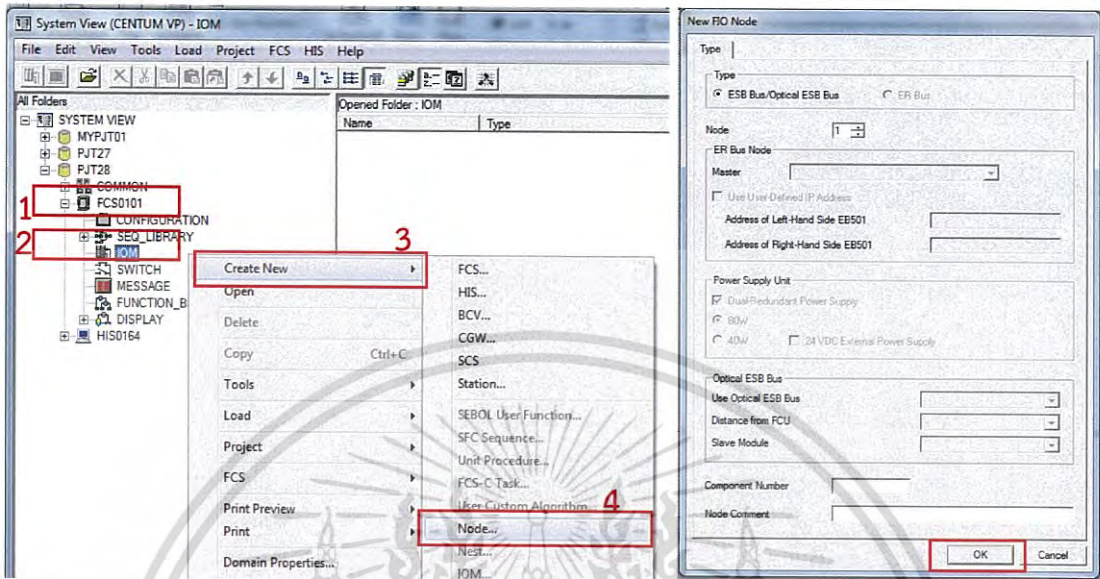 System View (CENTUM VP) - IOM
File Edit View Tools Load Project FCS HIS Help
All Folders
SYSTEM VIEW
MYPJT01
PJT27
PJT28
COMMON
1
FCS0101
CONFIGURATION
SEQ_LIBRARY
2
IOM
SWITCH
MESSAGE
FUNCTION_B
DISPLAY
HIS0164
Opened Folder : IOM
Name Type
3
Create New
Open
Delete
Copy Ctrl+C
Tools
Load
Project
FCS
Print Preview
Print
Domain Properties...
FCS...
HIS...
BCV...
CGW...
SCS
Station...
SEBOL User Function...
SFC Sequence...
Unit Procedure...
FCS-C Task...
User Custom Algorithm...
4
Node...
Nest...
IOM...
New FIO Node
Type
Type
ESB Bus/Optical ESB Bus ER Bus
Node 1
ER Bus Node
Master
Use User Defined IP Address
Address of Left-Hand Side EB501
Address of Right-Hand Side EB501
Power Supply Unit
Dual-Redundant Power Supply
80W
40W 24 VDC External Power Supply
Optical ESB Bus
Use Optical ESB Bus
Distance from FCU
Slave Module
Component Number
Node Comment
OK Cancel